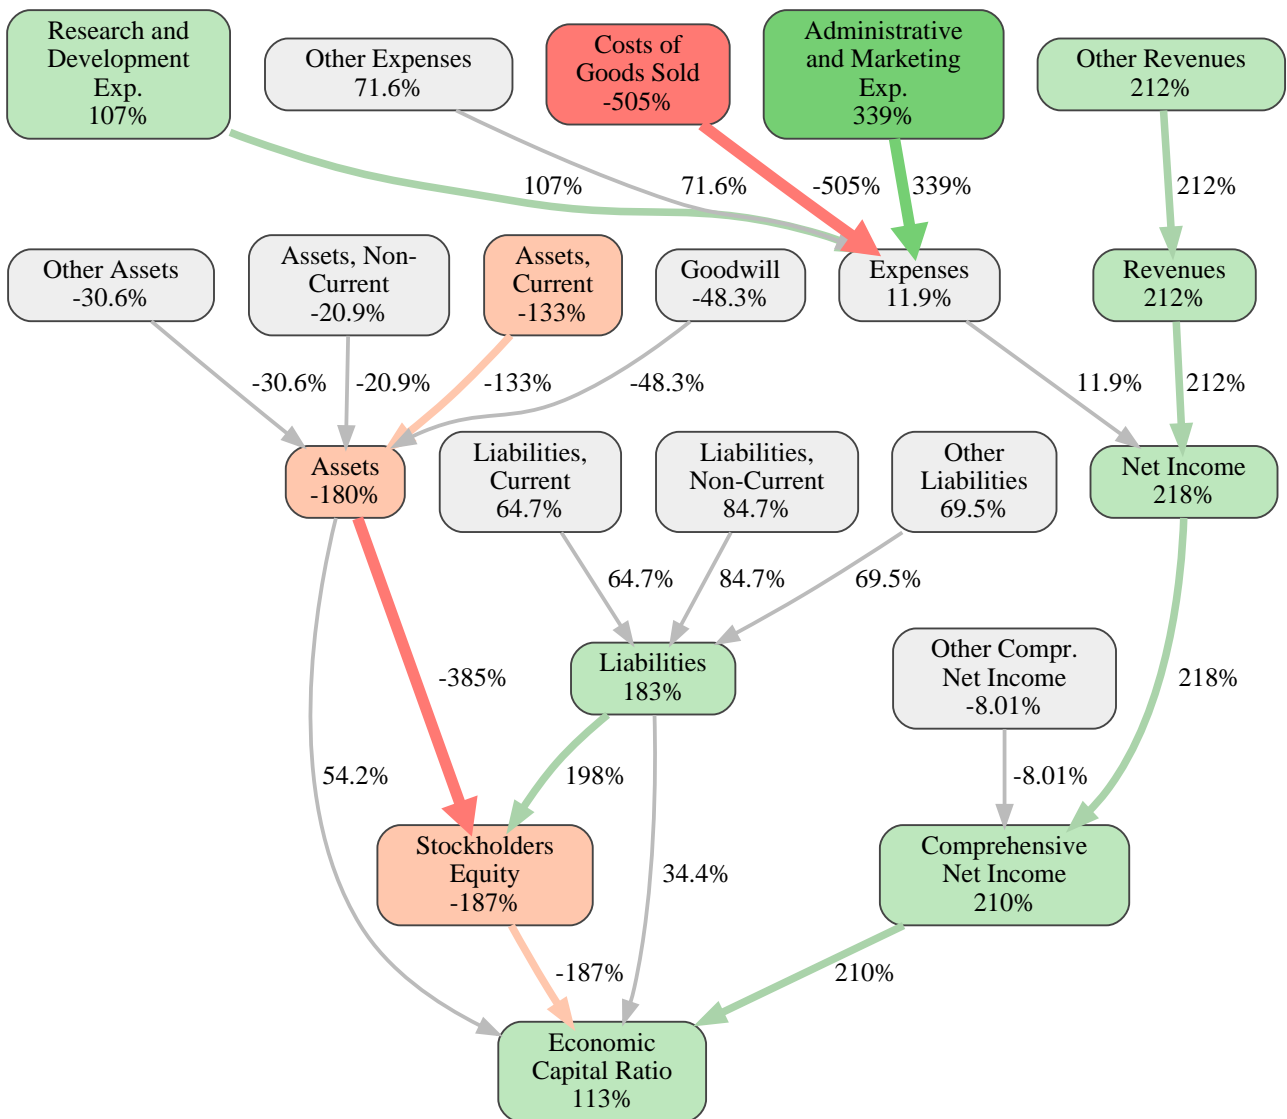 Research and
Development
Exp.
107%
Other Expenses
71.6%
Costs of
Goods Sold
-505%
Administrative
and Marketing
Exp.
339%
Other Revenues
212%
107%
71.6%
-505%
339%
212%
Other Assets
-30.6%
Assets, Non-
Current
-20.9%
Assets,
Current
-133%
Goodwill
-48.3%
Expenses
11.9%
Revenues
212%
-30.6%
-20.9%
-133%
-48.3%
11.9%
212%
Assets
-180%
Liabilities,
Current
64.7%
Liabilities,
Non-Current
84.7%
Other
Liabilities
69.5%
Net Income
218%
64.7%
84.7%
69.5%
-385%
Liabilities
183%
Other Compr.
Net Income
-8.01%
218%
54.2%
198%
-8.01%
Stockholders
Equity
-187%
34.4%
Comprehensive
Net Income
210%
-187%
210%
Economic
Capital Ratio
113%